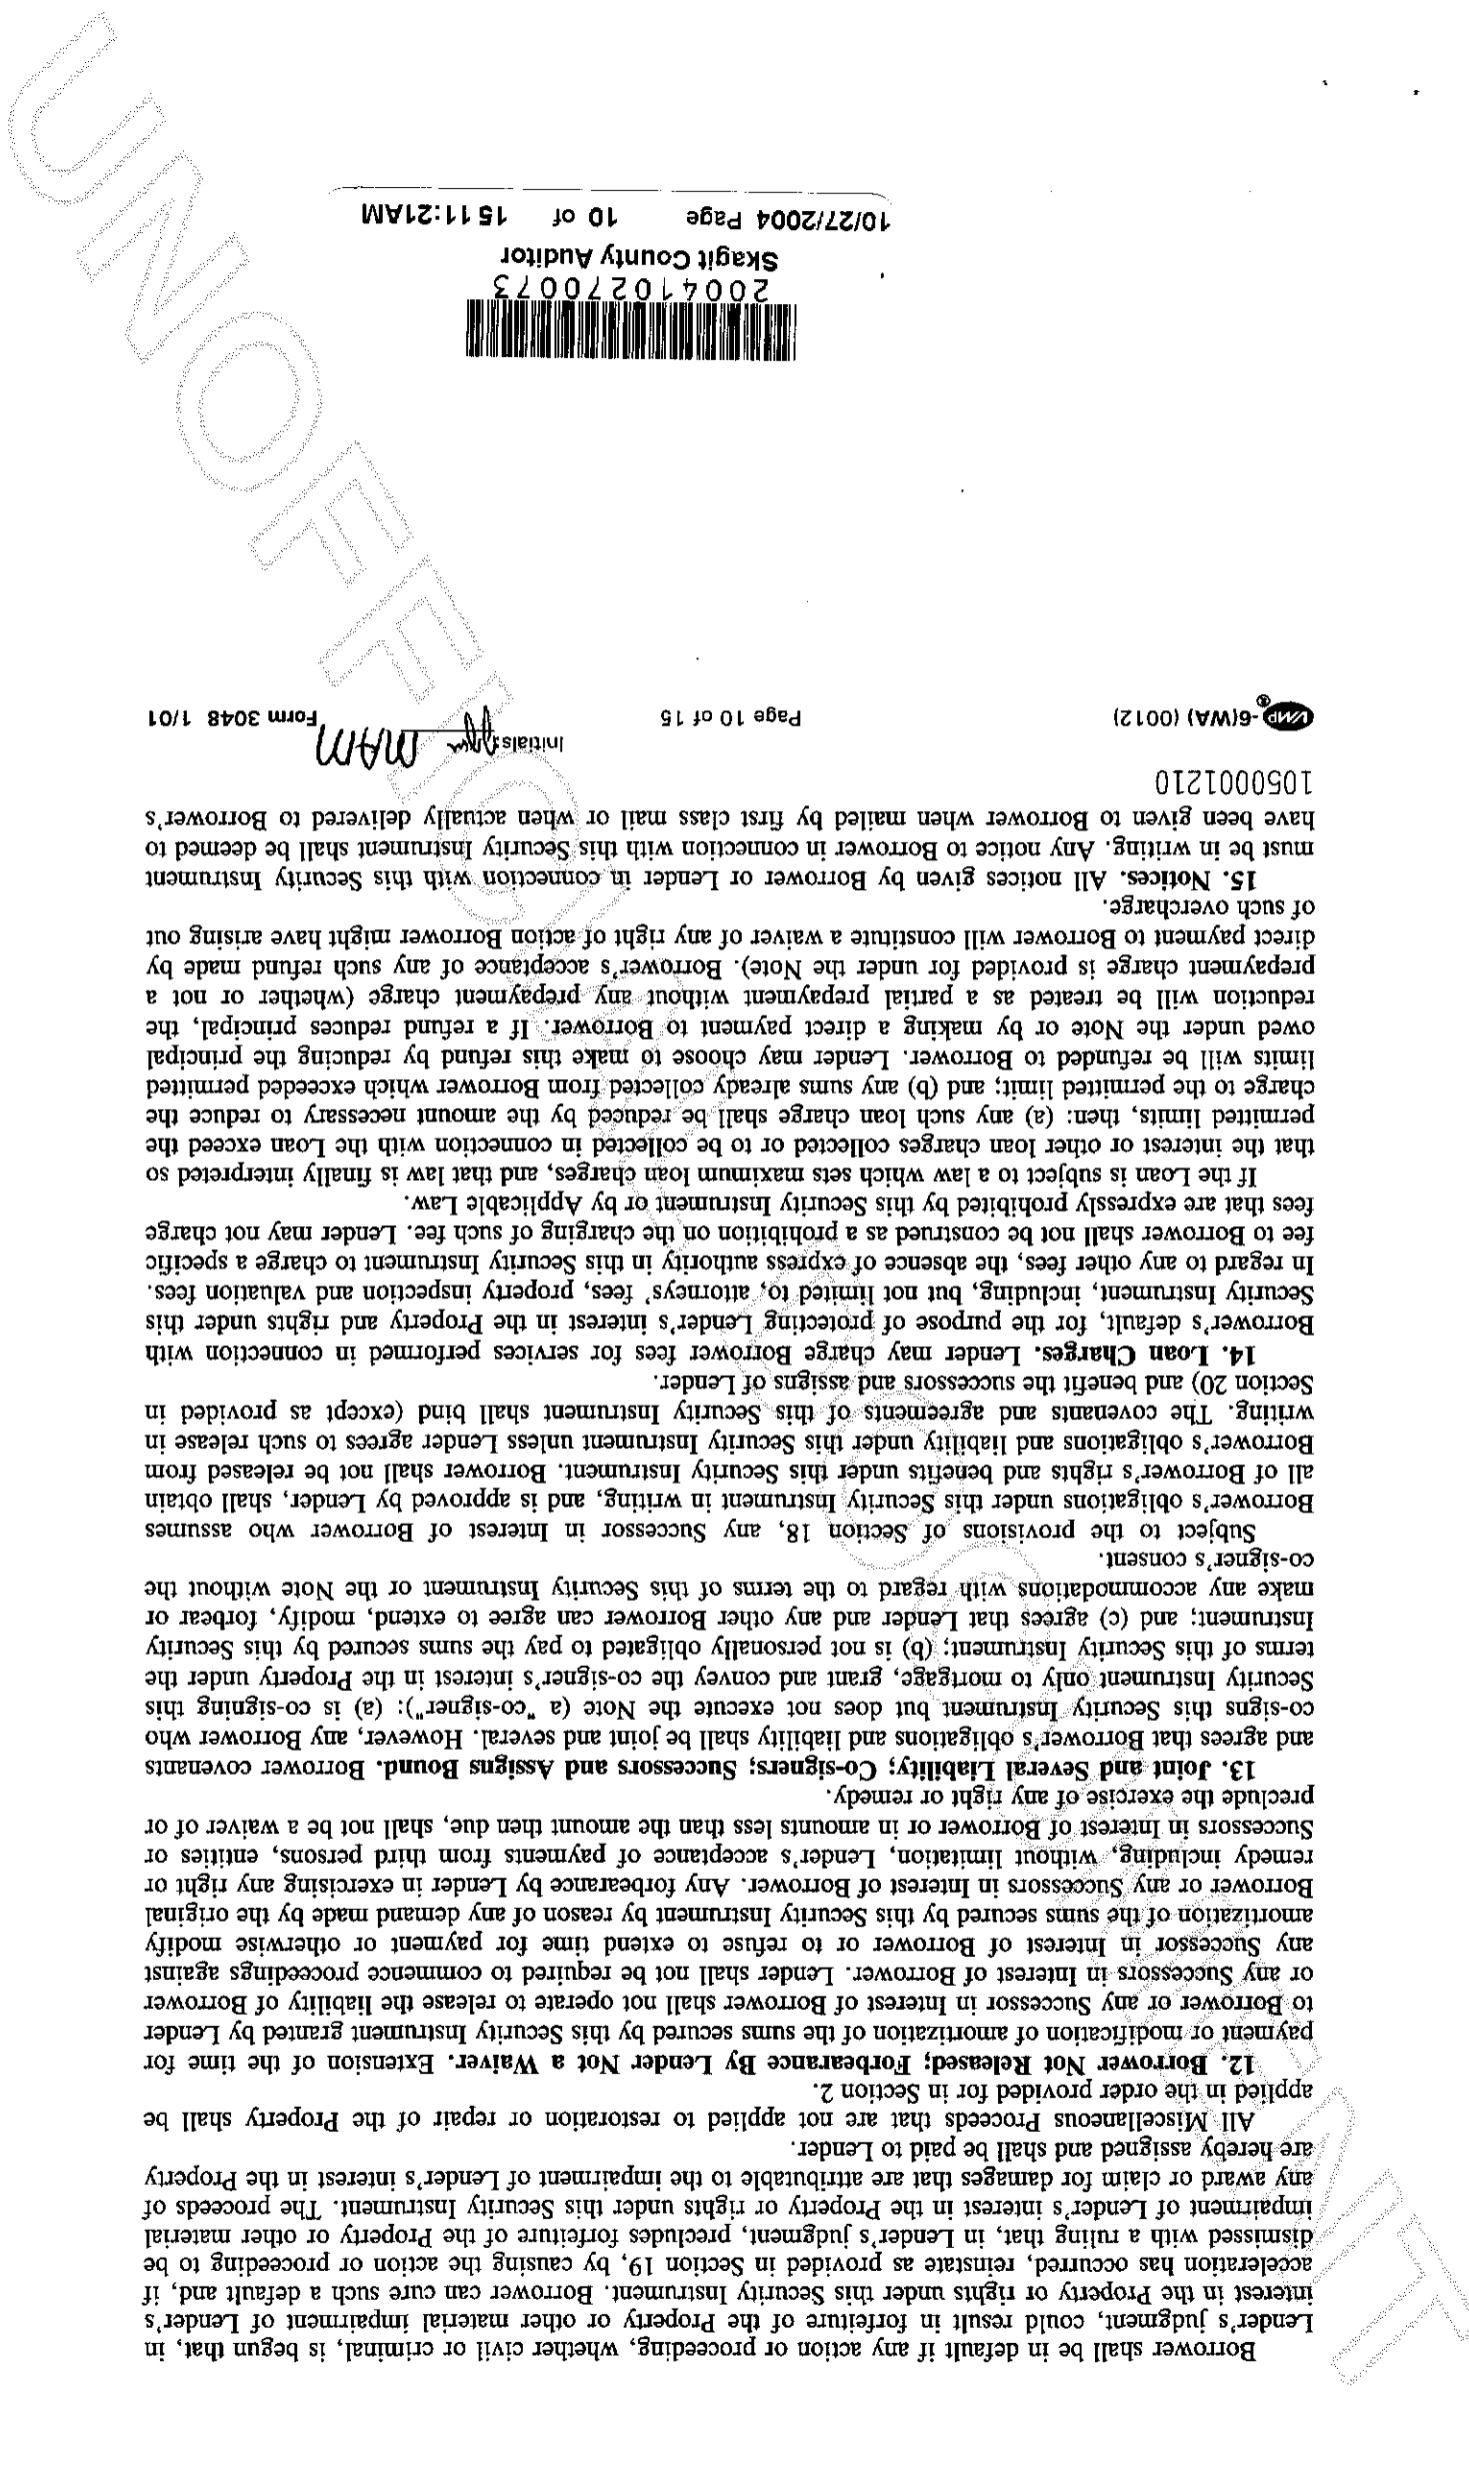 Borrower shall be in default if any action or proceeding, whether civil or criminal, is begun that, in
Lender's judgment, could result in forfeiture of the Property or other material impairment of Lender's
interest in the Property or rights under this Security Instrument. Borrower can cure such a default and, if
acceleration has occurred, reinstate as provided in Section 19, by causing the action or proceeding to be
dismissed with a ruling that, in Lender's judgment, precludes forfeiture of the Property or other material
impairment of Lender's interest in the Property or rights under this Security Instrument. The proceeds of
any award or claim for damages that are attributable to the impairment of Lender's interest in the Property
are hereby assigned and shall be paid to Lender.
All Miscellaneous Proceeds that are not applied to restoration or repair of the Property shall be
applied in the order provided for in Section 2.
12. Borrower Not Released; Forbearance By Lender Not a Waiver. Extension of the time for
payment or modification of amortization of the sums secured by this Security Instrument granted by Lender
to Borrower or any Successor in Interest of Borrower shall not operate to release the liability of Borrower
or any Successors in Interest of Borrower. Lender shall not be required to commence proceedings against
any Successor in Interest of Borrower or to refuse to extend time for payment or otherwise modify
amortization of the sums secured by this Security Instrument by reason of any demand made by the original
Borrower or any Successors in Interest of Borrower. Any forbearance by Lender in exercising any right or
remedy including, without limitation, Lender's acceptance of payments from third persons, entities or
Successors in Interest of Borrower or in amounts less than the amount then due, shall not be a waiver of or
preclude the exercise of any right or remedy.
13. Joint and Several Liability; Co-signers; Successors and Assigns Bound. Borrower covenants
and agrees that Borrower's obligations and liability shall be joint and several. However, any Borrower who
co-signs this Security Instrument but does not execute the Note (a "co-signer"): (a) is co-signing this
Security Instrument only to mortgage, grant and convey the co-signer's interest in the Property under the
terms of this Security Instrument; (b) is not personally obligated to pay the sums secured by this Security
Instrument; and (c) agrees that Lender and any other Borrower can agree to extend, modify, forbear or
make any accommodations with regard to the terms of this Security Instrument or the Note without the
co-signer's consent.
Subject to the provisions of Section 18, any Successor in Interest of Borrower who assumes
Borrower's obligations under this Security Instrument in writing, and is approved by Lender, shall obtain
all of Borrower's rights and benefits under this Security Instrument. Borrower shall not be released from
Borrower's obligations and liability under this Security Instrument unless Lender agrees to such release in
writing. The covenants and agreements of this Security Instrument shall bind (except as provided in
Section 20) and benefit the successors and assigns of Lender.
14. Loan Charges. Lender may charge Borrower fees for services performed in connection with
Borrower's default, for the purpose of protecting Lender's interest in the Property and rights under this
Security Instrument, including, but not limited to, attorneys' fees, property inspection and valuation fees.
In regard to any other fees, the absence of express authority in this Security Instrument to charge a specific
fee to Borrower shall not be construed as a prohibition on the charging of such fee. Lender may not charge
fees that are expressly prohibited by this Security Instrument or by Applicable Law.
If the Loan is subject to a law which sets maximum loan charges, and that law is finally interpreted so
that the interest or other loan charges collected or to be collected in connection with the Loan exceed the
permitted limits, then: (a) any such loan charge shall be reduced by the amount necessary to reduce the
charge to the permitted limit; and (b) any sums already collected from Borrower which exceeded permitted
limits will be refunded to Borrower. Lender may choose to make this refund by reducing the principal
owed under the Note or by making a direct payment to Borrower. If a refund reduces principal, the
reduction will be treated as a partial prepayment without any prepayment charge (whether or not a
prepayment charge is provided for under the Note). Borrower's acceptance of any such refund made by
direct payment to Borrower will constitute a waiver of any right of action Borrower might have arising out
of such overcharge.
15. Notices. All notices given by Borrower or Lender in connection with this Security Instrument
must be in writing. Any notice to Borrower in connection with this Security Instrument shall be deemed to
have been given to Borrower when mailed by first class mail or when actually delivered to Borrower's
1050001210
Initials: MAM
VMP®-6(WA) (0012) Page 10 of 15 Form 3048 1/01
200410270073
Skagit County Auditor
10/27/2004 Page 10 of 15 11:21AM
UNOFFICIAL DOCUMENT